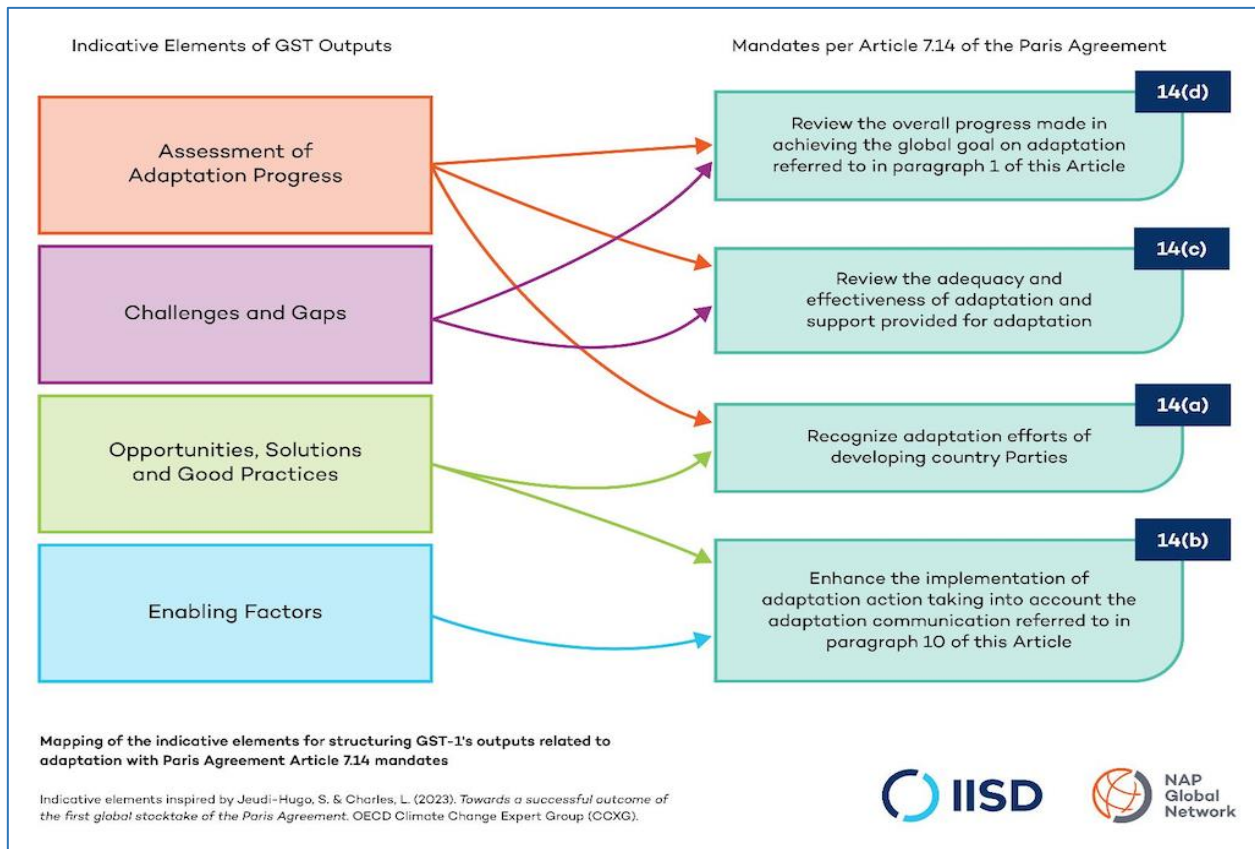 Indicative Elements of GST Outputs
Mandates per Article 7.14 of the Paris Agreement
Assessment of
Adaptation Progress
Challenges and Gaps
Opportunities, Solutions
and Good Practices
Enabling Factors
14(d)
Review the overall progress made in
achieving the global goal on adaptation
referred to in paragraph 1 of this Article
14(c)
Review the adequacy and
effectiveness of adaptation and
support provided for adaptation
14(a)
Recognize adaptation efforts of
developing country Parties
14(b)
Enhance the implementation of
adaptation action taking into account the
adaptation communication referred to in
paragraph 10 of this Article
Mapping of the indicative elements for structuring GST-1's outputs related to
adaptation with Paris Agreement Article 7.14 mandates
Indicative elements inspired by Jeudi-Hugo, S. & Charles, L. (2023). Towards a successful outcome of
the first global stocktake of the Paris Agreement. OECD Climate Change Expert Group (CCXG).
IISD
NAP
Global
Network